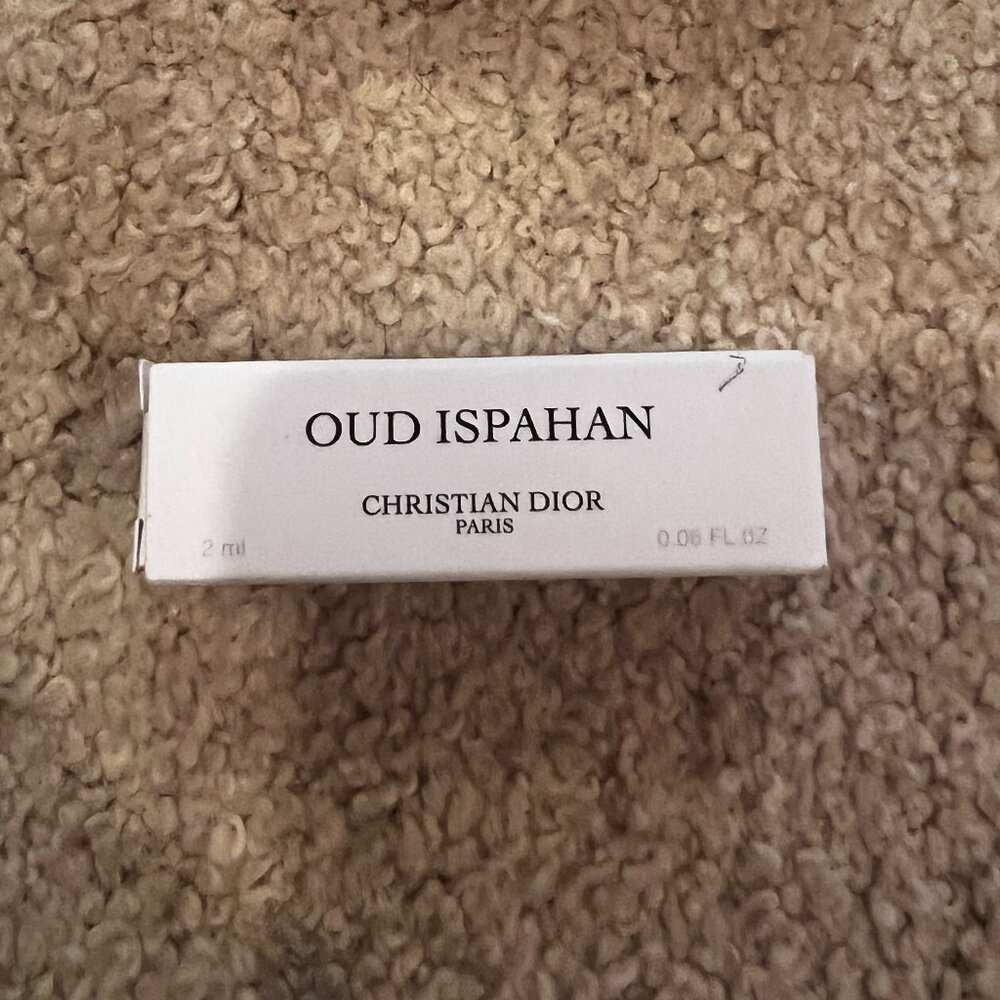 OUD ISPAHAN
CHRISTIAN DIOR
PARIS
2 ml
0.06 FL OZ